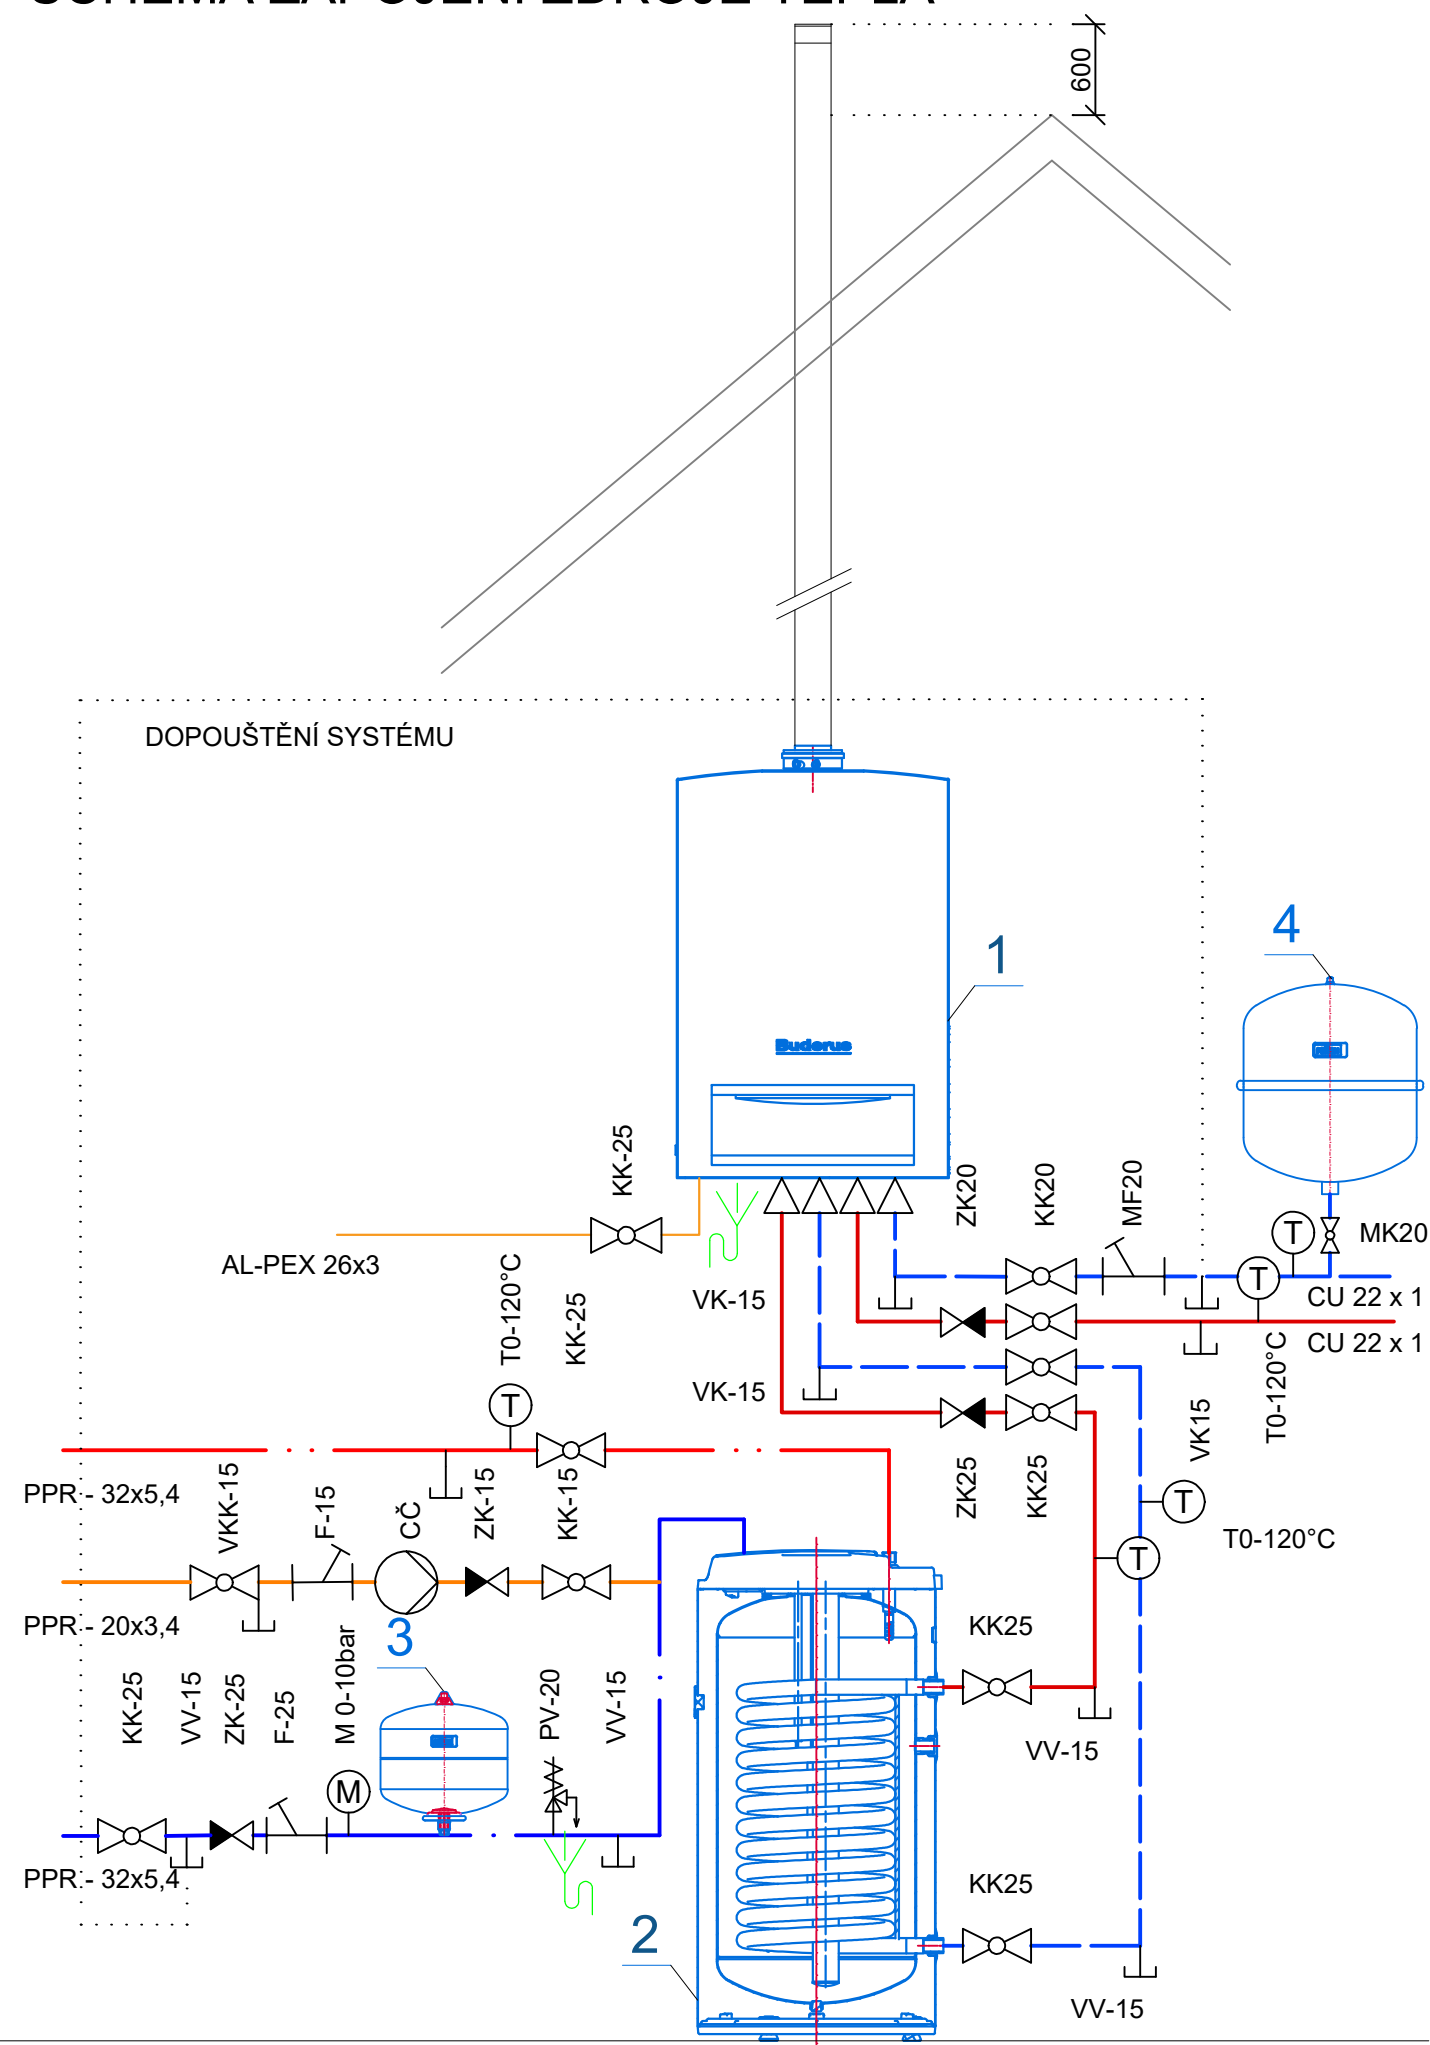 600
DOPOUŠTĚNÍ SYSTÉMU
4
1
Buderus
KK-25
ZK20
KK20
MF20
T
MK20
AL-PEX 26x3
T
CU 22 x 1
VK-15
T0-120°C
KK-25
CU 22 x 1
T0-120°C
VK-15
T
VK15
PPR - 32x5,4
VKK-15
F-15
CČ
ZK-15
KK-15
ZK25
KK25
T
T0-120°C
T
PPR - 20x3,4
3
KK25
KK-25
VV-15
ZK-25
F-25
M 0-10bar
PV-20
VV-15
VV-15
M
PPR - 32x5,4
KK25
2
VV-15